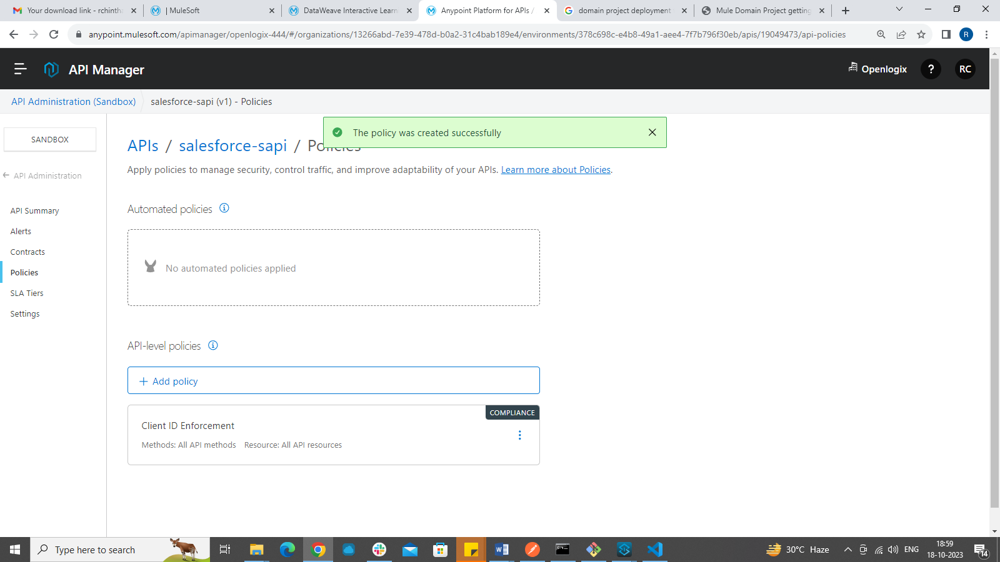 Your download link - rchintha
| MuleSoft
DataWeave Interactive Learn
Anypoint Platform for APIs /
domain project deployment
Mule Domain Project getting
anypoint.mulesoft.com/apimanager/openlogix-444/#/organizations/13266abd-7e39-478d-b0a2-31c4bab189e4/environments/378c698c-e4b8-49a1-aee4-7f7b796f30eb/apis/19049473/api-policies
R
API Manager
Openlogix
?
RC
API Administration (Sandbox)
salesforce-sapi (v1) - Policies
The policy was created successfully
SANDBOX
APIs / salesforce-sapi / Policies
API Administration
Apply policies to manage security, control traffic, and improve adaptability of your APIs. Learn more about Policies.
API Summary
Alerts
Contracts
Policies
SLA Tiers
Settings
Automated policies
No automated policies applied
API-level policies
+ Add policy
COMPLIANCE
Client ID Enforcement
Methods: All API methods Resource: All API resources
Type here to search
30°C Haze
ENG
18:59
18-10-2023
14